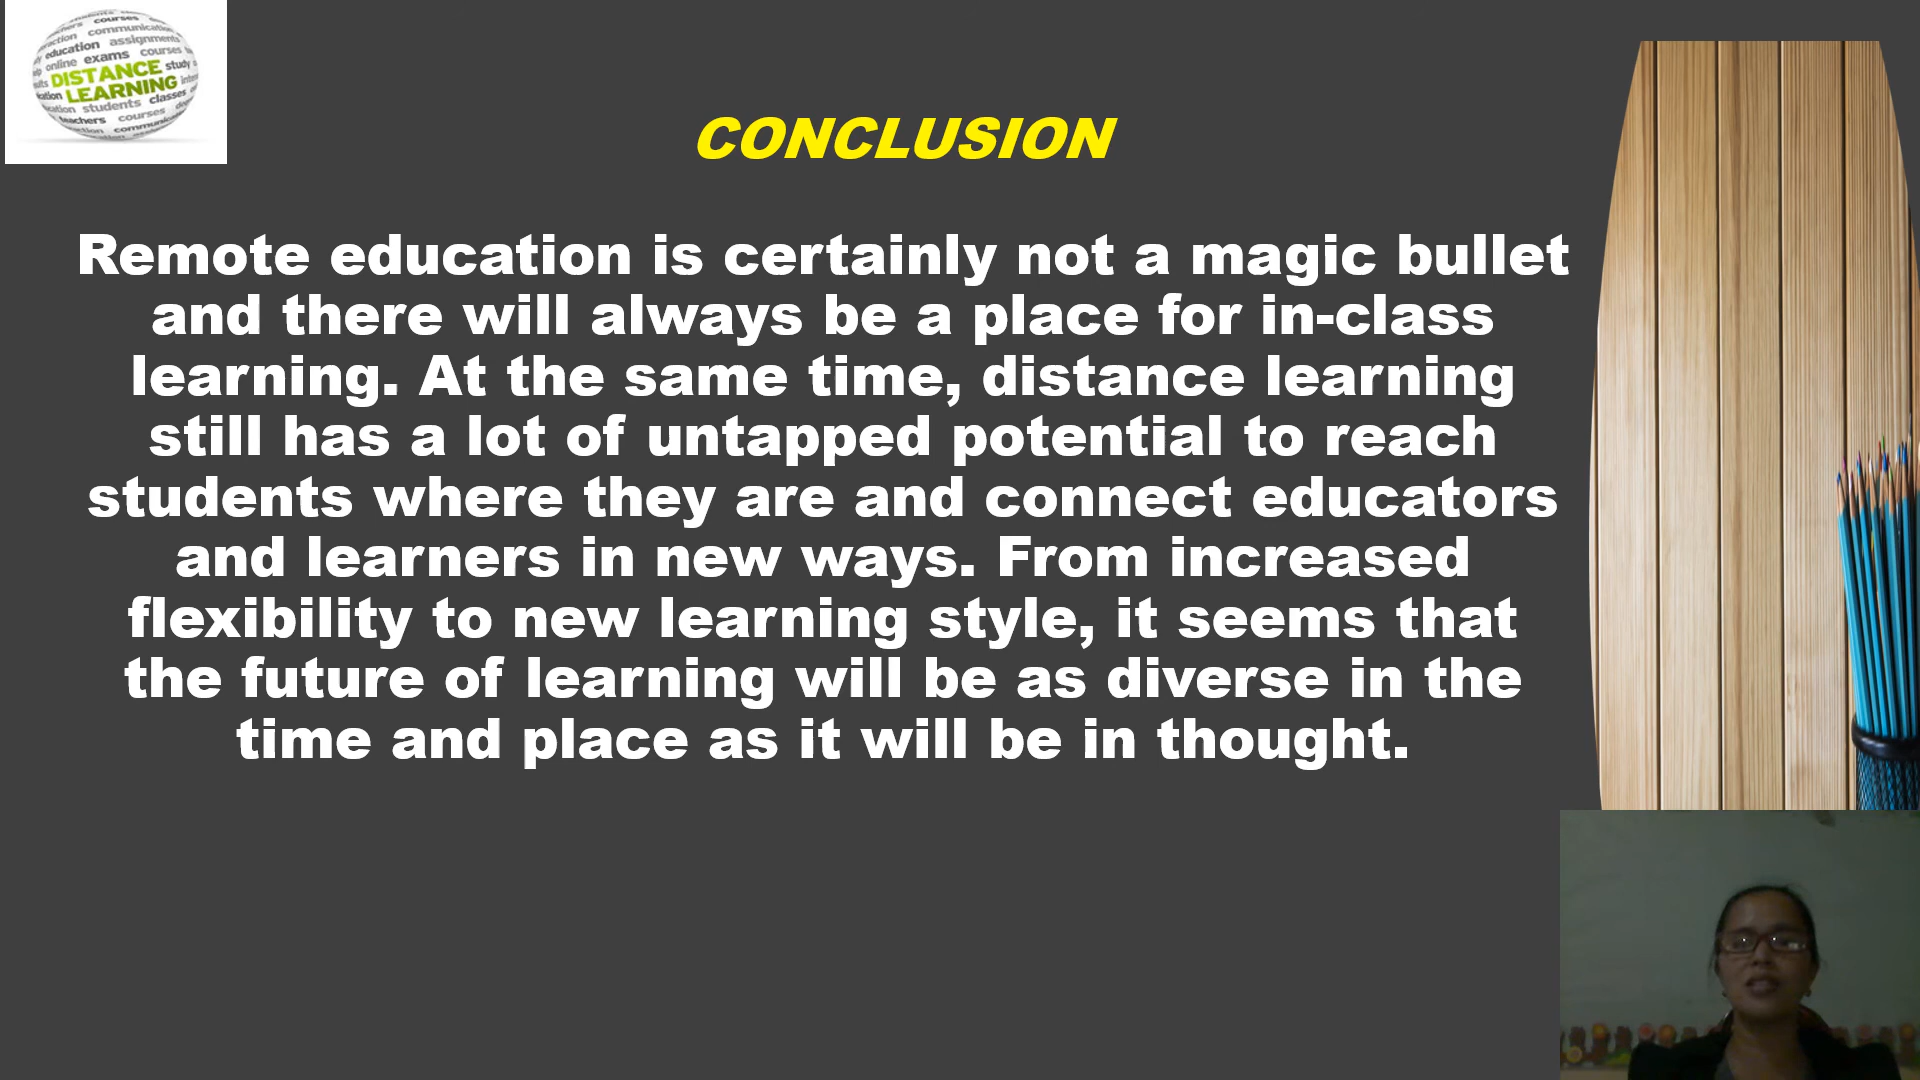 courses
communication
education assignments
online exams courses
DISTANCE study
LEARNING
students classes
teachers courses
CONCLUSION
Remote education is certainly not a magic bullet
and there will always be a place for in-class
learning. At the same time, distance learning
still has a lot of untapped potential to reach
students where they are and connect educators
and learners in new ways. From increased
flexibility to new learning style, it seems that
the future of learning will be as diverse in the
time and place as it will be in thought.